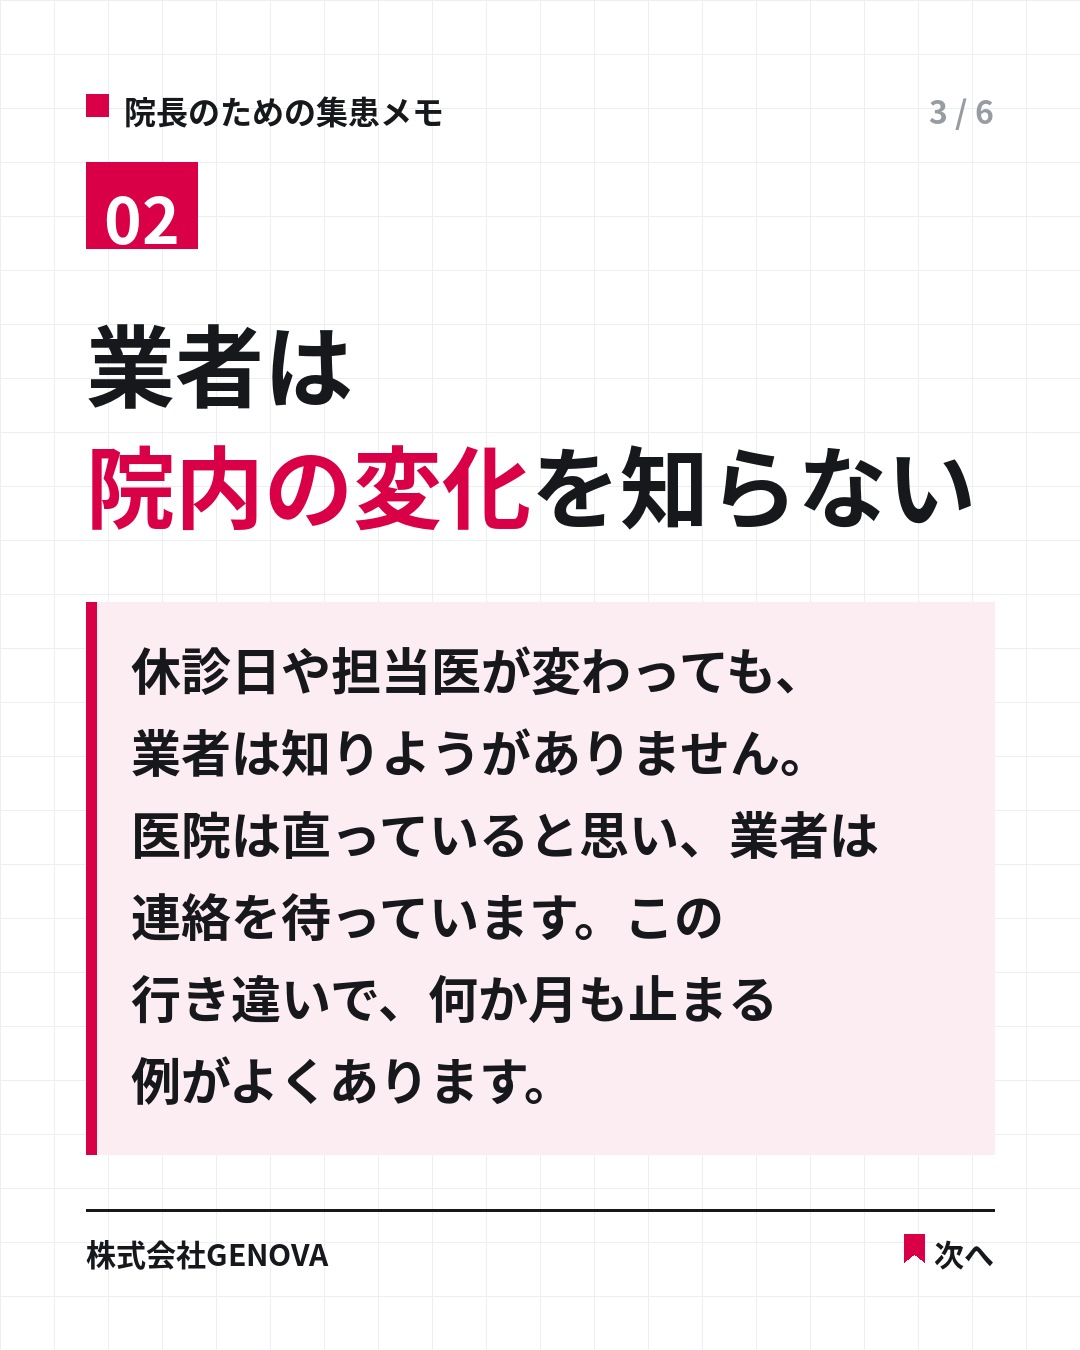 院長のための集患メモ
3 / 6
02
業者は
院内の変化を知らない
休診日や担当医が変わっても、
業者は知りようがありません。
医院は直っていると思い、業者は
連絡を待っています。この
行き違いで、何か月も止まる
例がよくあります。
株式会社GENOVA
次へ